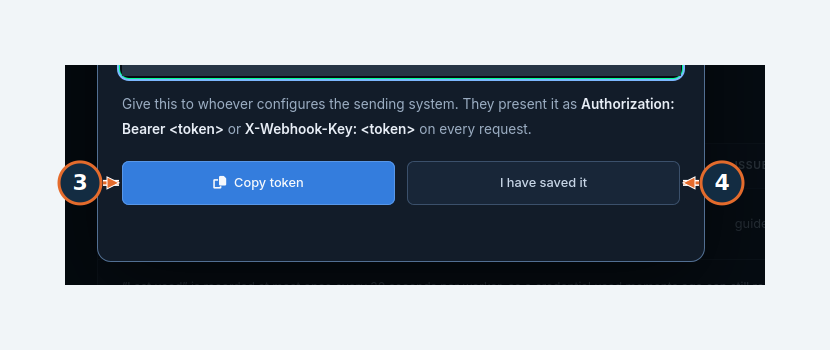 Give this to whoever configures the sending system. They present it as Authorization:
Bearer <token> or X-Webhook-Key: <token> on every request.
3
Copy token
I have saved it
4
ISSUE
guide